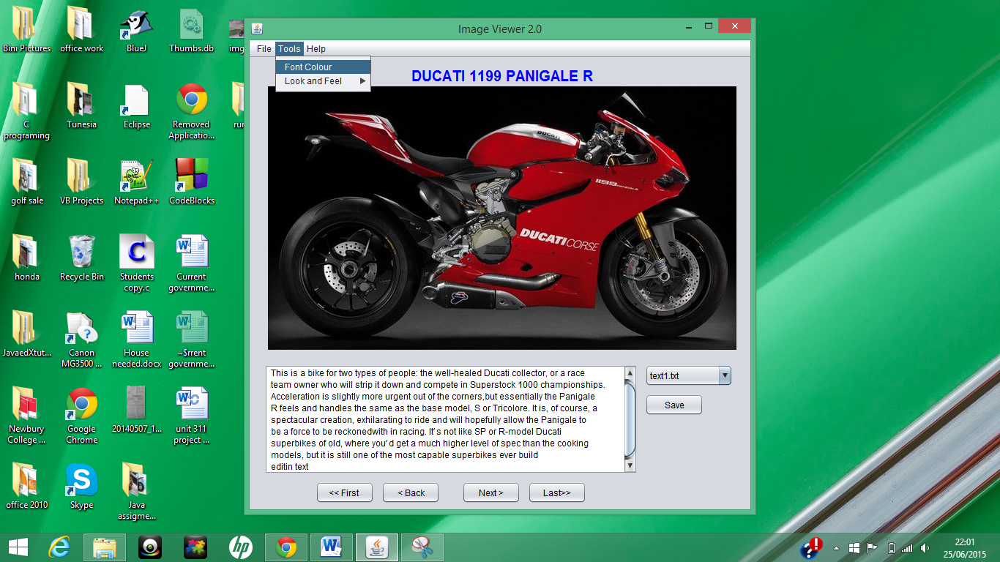 Bini Pictures
office work
BlueJ
Thumbs.db
img
C
programing
Tunesia
Eclipse
Removed
Applicatio...
run
golf sale
VB Projects
Notepad++
CodeBlocks
honda
Recycle Bin
Students
copy.c
Current
governme...
JavaedXtut...
Canon
MG3500 ...
House
needed.docx
~$rrent
governme...
Newbury
College ...
Google
Chrome
20140507_1...
unit 311
project ...
office 2010
Skype
Java
assigme...
Image Viewer 2.0
File Tools Help
Font Colour
Look and Feel
DUCATI 1199 PANIGALE R
DUCATI
1199 PANIGALE
DUCATI CORSE
This is a bike for two types of people: the well-healed Ducati collector, or a race
team owner who will strip it down and compete in Superstock 1000 championships.
Acceleration is slightly more urgent out of the corners,but essentially the Panigale
R feels and handles the same as the base model, S or Tricolore. It is, of course, a
spectacular creation, exhilarating to ride and will hopefully allow the Panigale to
be a force to be reckonedwith in racing. It's not like SP or R-model Ducati
superbikes of old, where you'd get a much higher level of spec than the cooking
models, but it is still one of the most capable superbikes ever build
editin text
text1.txt
Save
<< First
< Back
Next >
Last>>
hp
22:01
25/06/2015